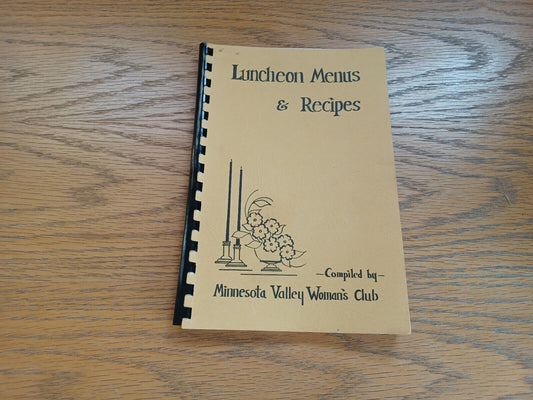 Luncheon Menus
& Recipes
— Compiled by —
Minnesota Valley Woman's Club